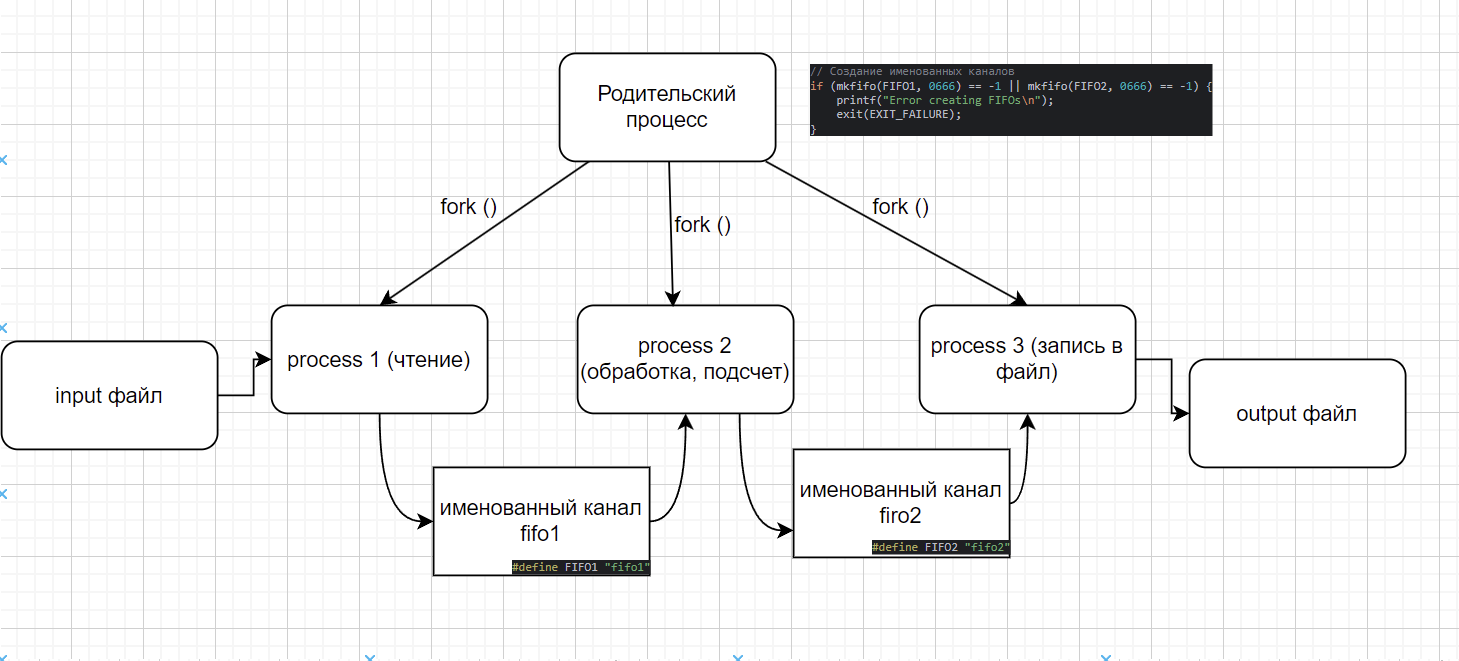 Родительский
процесс
// Создание именованных каналов
if (mkfifo(FIFO1, 0666) == -1 || mkfifo(FIFO2, 0666) == -1) {
printf("Error creating FIFOs\n");
exit(EXIT_FAILURE);
}
fork ()
fork ()
fork ()
input файл
process 1 (чтение)
process 2
(обработка, подсчет)
process 3 (запись в
файл)
output файл
именованный канал
fifo1
#define FIFO1 "fifo1"
именованный канал
firo2
#define FIFO2 "fifo2"